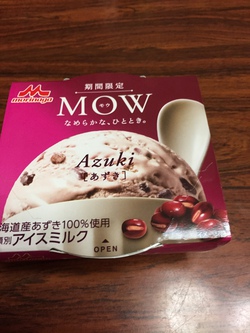 morinaga
期間限定
MOW
モウ
なめらかな、ひととき。
Azuki
[あずき]
海道産あずき100%使用
類別 アイスミルク
▲
OPEN